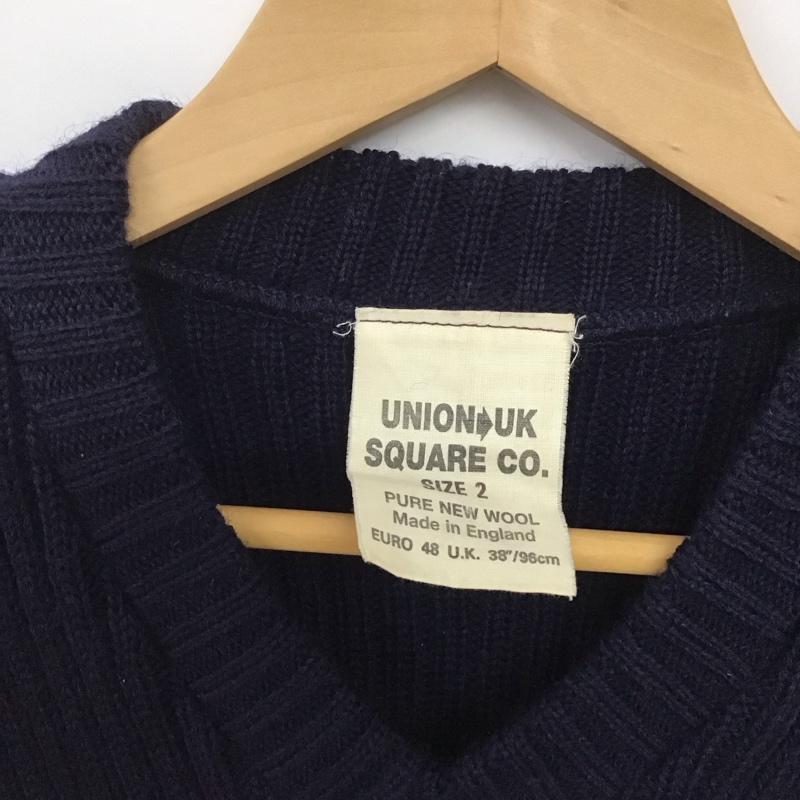 UNION➧UK
SQUARE CO.
SIZE 2
PURE NEW WOOL
Made in England
EURO 48 U.K. 38"/96cm